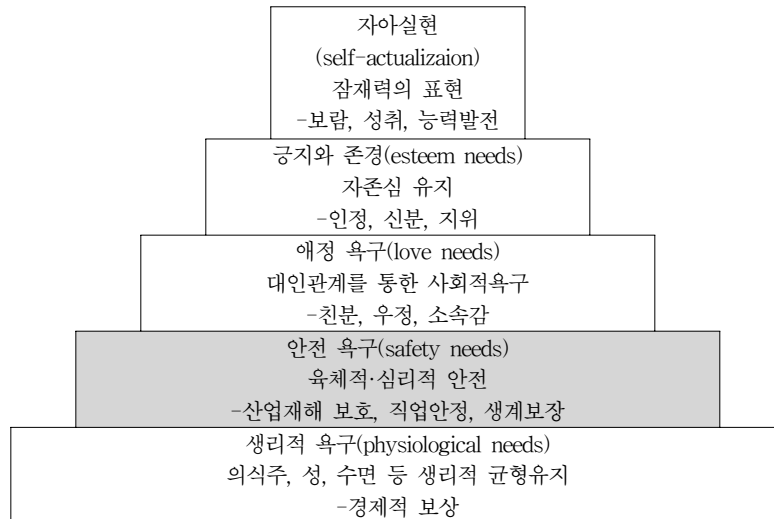 자아실현
(self-actualizaion)
잠재력의 표현
-보람, 성취, 능력발전
긍지와 존경(esteem needs)
자존심 유지
-인정, 신분, 지위
애정 욕구(love needs)
대인관계를 통한 사회적욕구
-친분, 우정, 소속감
안전 욕구(safety needs)
육체적·심리적 안전
-산업재해 보호, 직업안정, 생계보장
생리적 욕구(physiological needs)
의식주, 성, 수면 등 생리적 균형유지
-경제적 보상